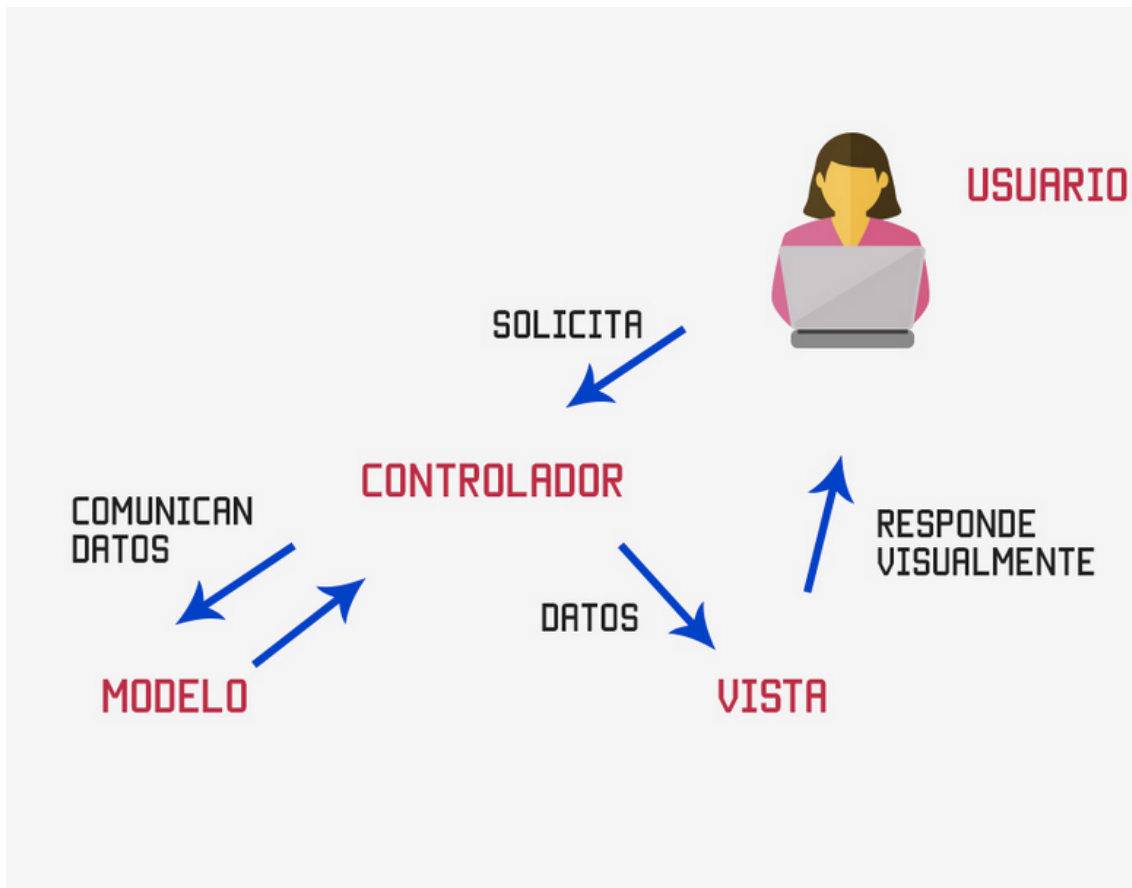 USUARIO
SOLICITA
CONTROLADOR
COMUNICAN
DATOS
RESPONDE
VISUALMENTE
DATOS
MODELO
VISTA